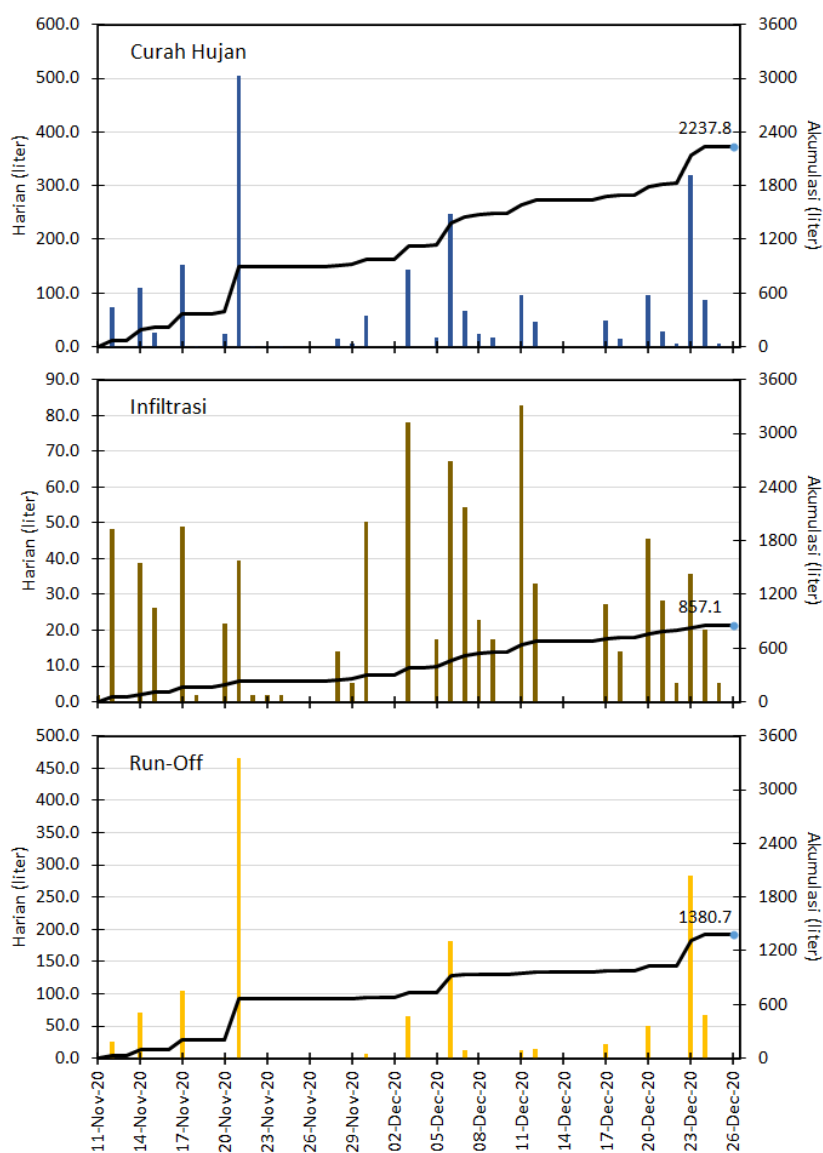 Curah Hujan
Harian (liter)
600.0
500.0
400.0
300.0
200.0
100.0
0.0
2237.8
3600
3000
2400
1800
1200
600
0
Akumulasi (liter)
Infiltrasi
Harian (liter)
90.0
80.0
70.0
60.0
50.0
40.0
30.0
20.0
10.0
0.0
857.1
3600
3000
2400
1800
1200
600
0
Akumulasi (liter)
Run-Off
Harian (liter)
500.0
450.0
400.0
350.0
300.0
250.0
200.0
150.0
100.0
50.0
0.0
1380.7
3600
3000
2400
1800
1200
600
0
Akumulasi (liter)
11-Nov-20
14-Nov-20
17-Nov-20
20-Nov-20
23-Nov-20
26-Nov-20
29-Nov-20
02-Dec-20
05-Dec-20
08-Dec-20
11-Dec-20
14-Dec-20
17-Dec-20
20-Dec-20
23-Dec-20
26-Dec-20